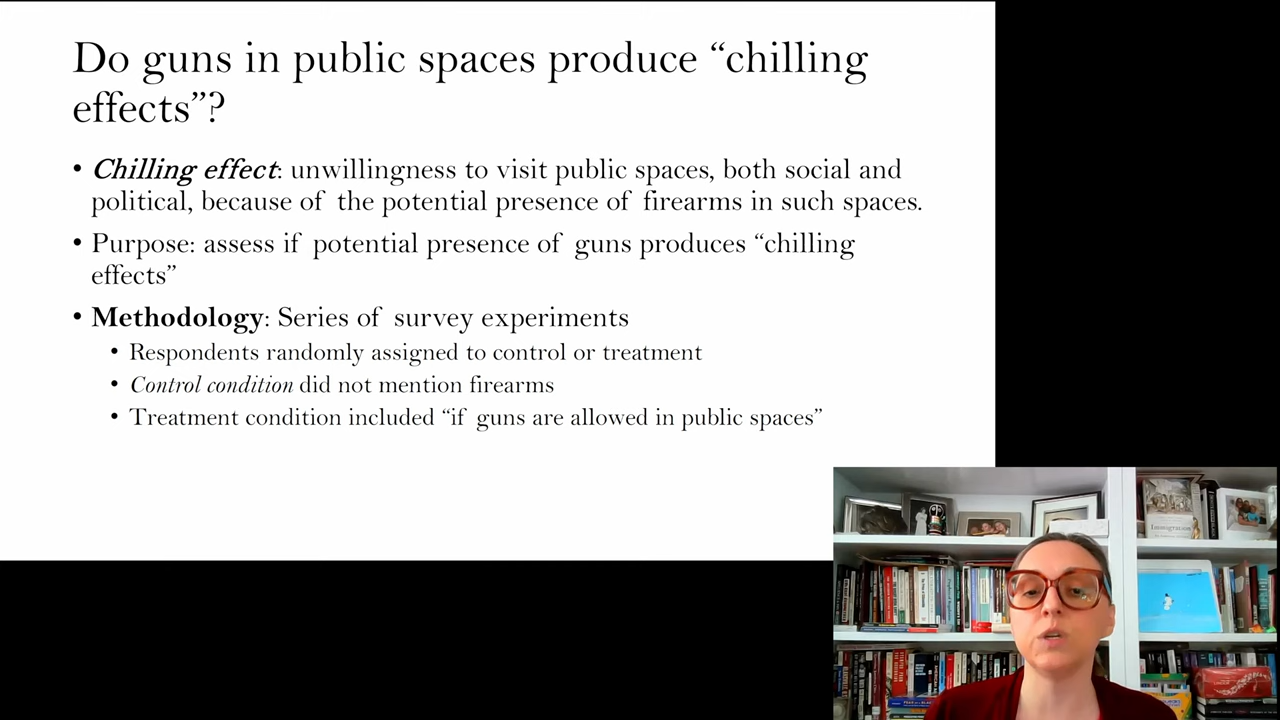 Do guns in public spaces produce “chilling
effects”?
• Chilling effect: unwillingness to visit public spaces, both social and
political, because of the potential presence of firearms in such spaces.
• Purpose: assess if potential presence of guns produces “chilling
effects”
• Methodology: Series of survey experiments
• Respondents randomly assigned to control or treatment
• Control condition did not mention firearms
• Treatment condition included “if guns are allowed in public spaces”
Immigration